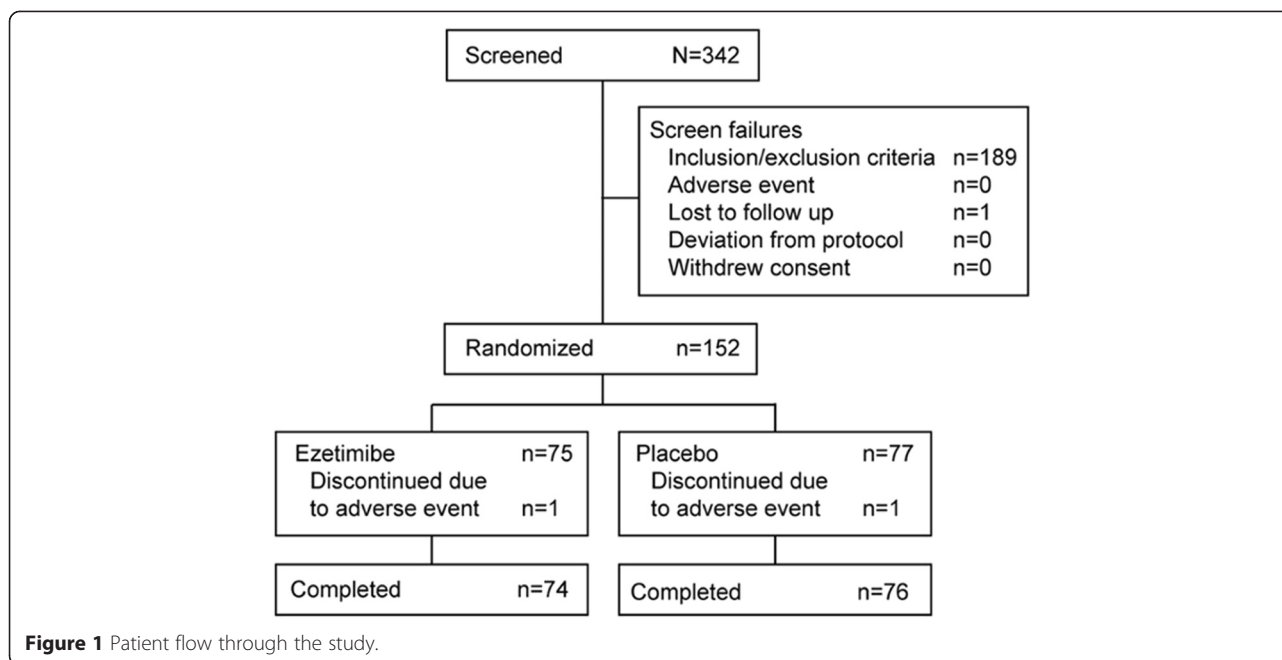 Screened N=342
Screen failures
Inclusion/exclusion criteria n=189
Adverse event n=0
Lost to follow up n=1
Deviation from protocol n=0
Withdrew consent n=0
Randomized n=152
Ezetimibe n=75
Discontinued due
to adverse event n=1
Placebo n=77
Discontinued due
to adverse event n=1
Completed n=74
Completed n=76
Figure 1 Patient flow through the study.